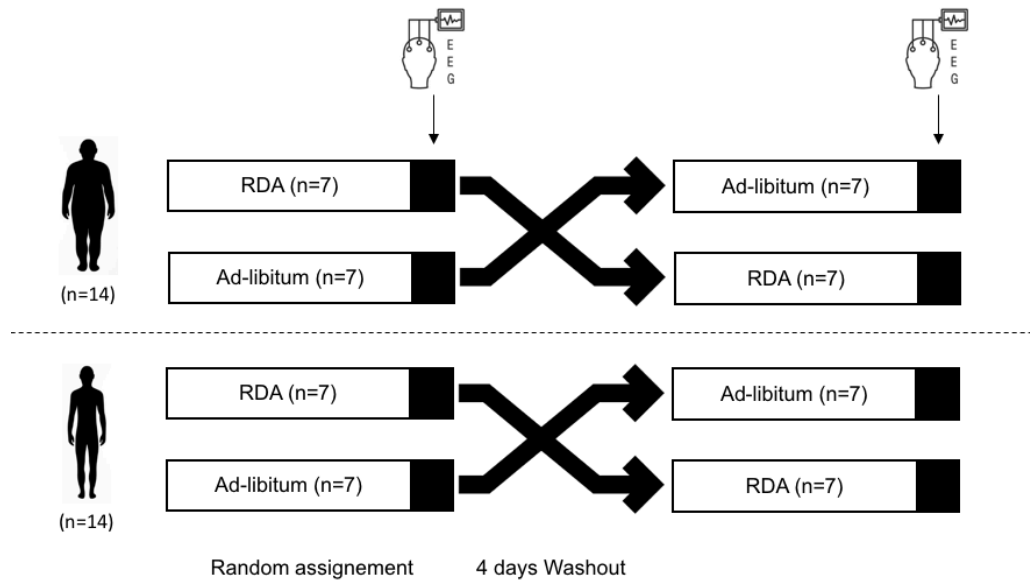 E
E
G
E
E
G
RDA (n=7)
Ad-libitum (n=7)
Ad-libitum (n=7)
RDA (n=7)
(n=14)
RDA (n=7)
Ad-libitum (n=7)
Ad-libitum (n=7)
RDA (n=7)
(n=14)
Random assignement
4 days Washout